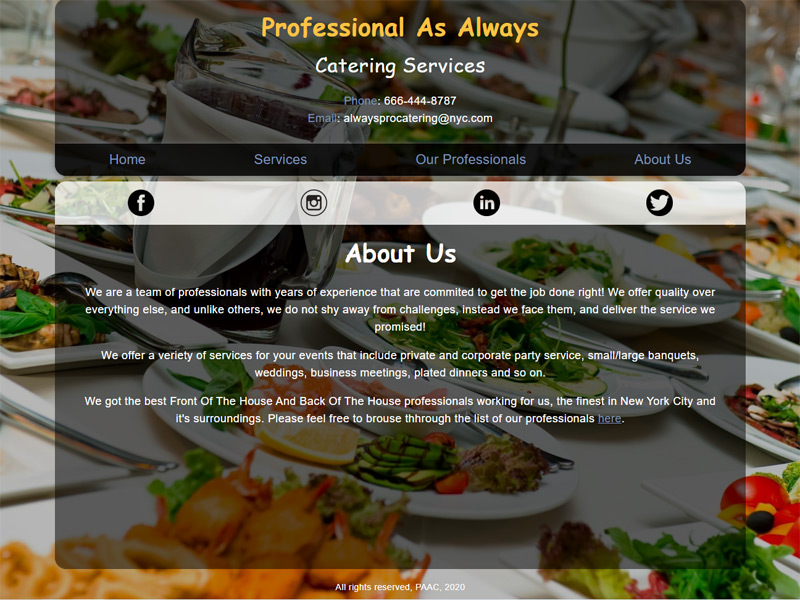 Professional As Always
Catering Services
Phone: 666-444-8787
Email: alwaysprocatering@nyc.com
Home Services Our Professionals About Us
About Us
We are a team of professionals with years of experience that are commited to get the job done right! We offer quality over
everything else, and unlike others, we do not shy away from challenges, instead we face them, and deliver the service we
promised!
We offer a veriety of services for your events that include private and corporate party service, small/large banquets,
weddings, business meetings, plated dinners and so on.
We got the best Front Of The House And Back Of The House professionals working for us, the finest in New York City and
it's surroundings. Please feel free to brouse thhrough the list of our professionals here.
All rights reserved, PAAC, 2020